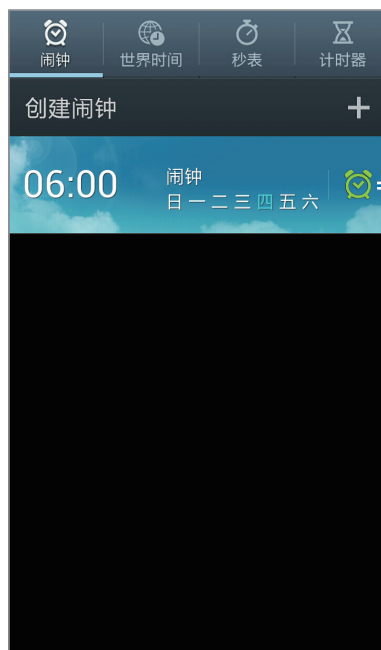 闹钟 世界时间 秒表 计时器
创建闹钟
06:00 闹钟
日 一 二 三 四 五 六